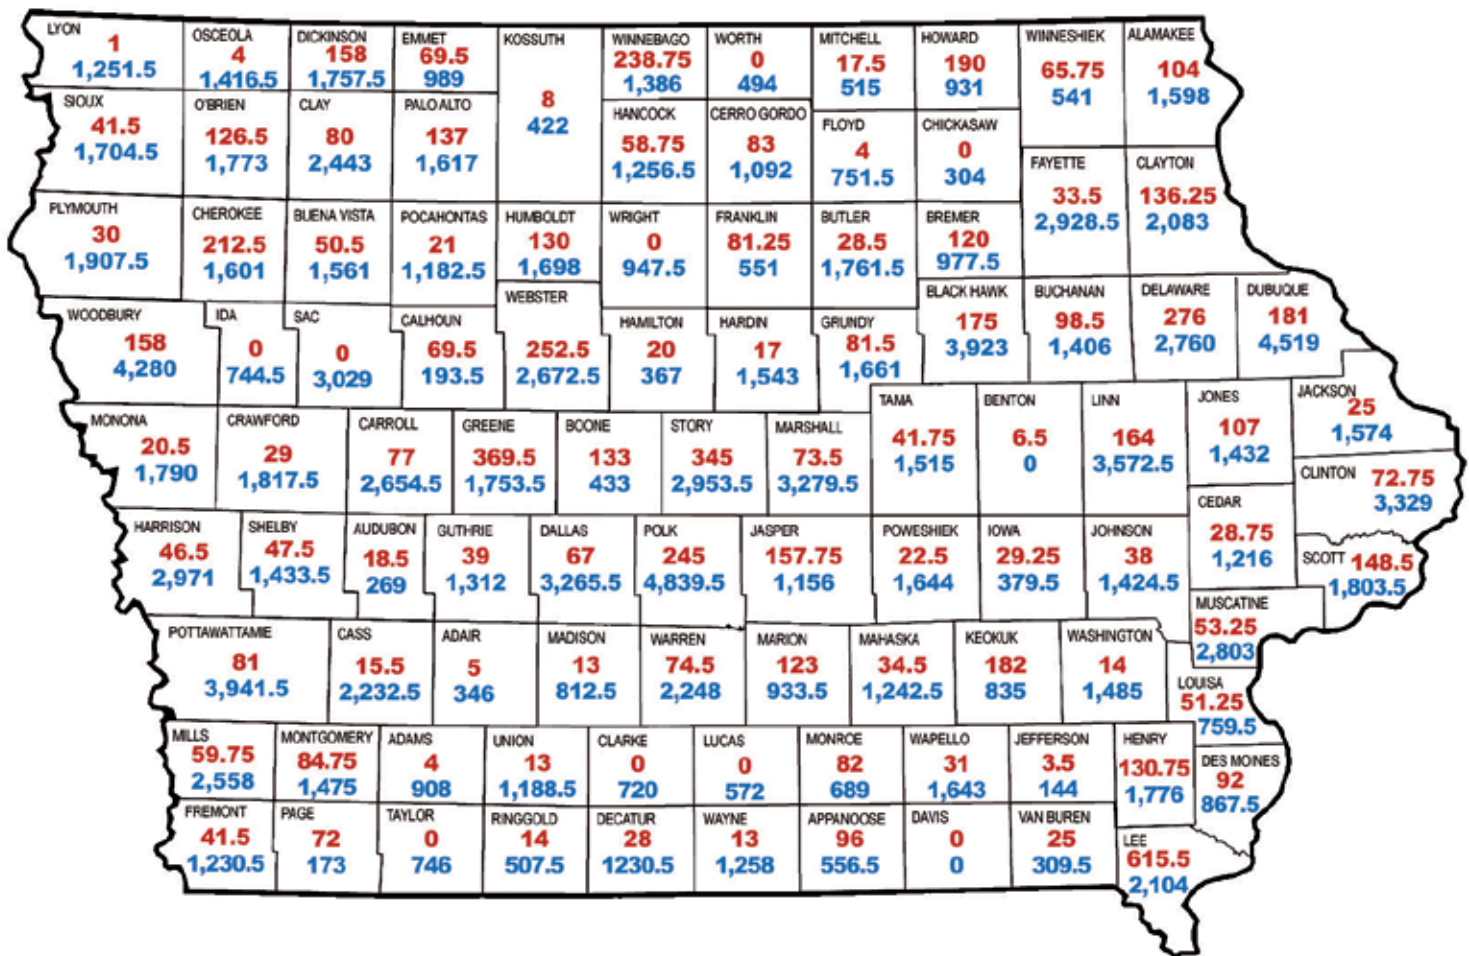 LYON
1
1,251.5
OSCEOLA
4
1,416.5
DICKINSON
158
1,757.5
EMMET
69.5
989
KOSSUTH
8
422
WINNEBAGO
238.75
1,386
WORTH
0
494
MITCHELL
17.5
515
HOWARD
190
931
WINNESHIEK
65.75
541
ALAMAKEE
104
1,598
SIOUX
41.5
1,704.5
O'BRIEN
126.5
1,773
CLAY
80
2,443
PALO ALTO
137
1,617
HANCOCK
58.75
1,256.5
CERRO GORDO
83
1,092
FLOYD
4
751.5
CHICKASAW
0
304
FAYETTE
33.5
2,928.5
CLAYTON
136.25
2,083
PLYMOUTH
30
1,907.5
CHEROKEE
212.5
1,601
BUENA VISTA
50.5
1,561
POCAHONTAS
21
1,182.5
HUMBOLDT
130
1,698
WRIGHT
0
947.5
FRANKLIN
81.25
551
BUTLER
28.5
1,761.5
BREMER
120
977.5
WOODBURY
158
4,280
IDA
0
744.5
SAC
0
3,029
CALHOUN
69.5
193.5
WEBSTER
252.5
2,672.5
HAMILTON
20
367
HARDIN
17
1,543
GRUNDY
81.5
1,661
BLACK HAWK
175
3,923
BUCHANAN
98.5
1,406
DELAWARE
276
2,760
DUBUQUE
181
4,519
MONONA
20.5
1,790
CRAWFORD
29
1,817.5
CARROLL
77
2,654.5
GREENE
369.5
1,753.5
BOONE
133
433
STORY
345
2,953.5
MARSHALL
73.5
3,279.5
TAMA
41.75
1,515
BENTON
6.5
0
LINN
164
3,572.5
JONES
107
1,432
JACKSON
25
1,574
CLINTON
72.75
3,329
CEDAR
28.75
1,216
HARRISON
46.5
2,971
SHELBY
47.5
1,433.5
AUDUBON
18.5
269
GUTHRIE
39
1,312
DALLAS
67
3,265.5
POLK
245
4,839.5
JASPER
157.75
1,156
POWESHIEK
22.5
1,644
IOWA
29.25
379.5
JOHNSON
38
1,424.5
SCOTT
148.5
1,803.5
MUSCATINE
53.25
2,803
POTTAWATTAMIE
81
3,941.5
CASS
15.5
2,232.5
ADAIR
5
346
MADISON
13
812.5
WARREN
74.5
2,248
MARION
123
933.5
MAHASKA
34.5
1,242.5
KEOKUK
182
835
WASHINGTON
14
1,485
LOUISA
51.25
759.5
MILLS
59.75
2,558
MONTGOMERY
84.75
1,475
ADAMS
4
908
UNION
13
1,188.5
CLARKE
0
720
LUCAS
0
572
MONROE
82
689
WAPELLO
31
1,643
JEFFERSON
3.5
144
HENRY
130.75
1,776
DES MOINES
92
867.5
FREMONT
41.5
1,230.5
PAGE
72
173
TAYLOR
0
746
RINGGOLD
14
507.5
DECATUR
28
1230.5
WAYNE
13
1,258
APPANOOSE
96
556.5
DAVIS
0
0
VAN BUREN
25
309.5
LEE
615.5
2,104